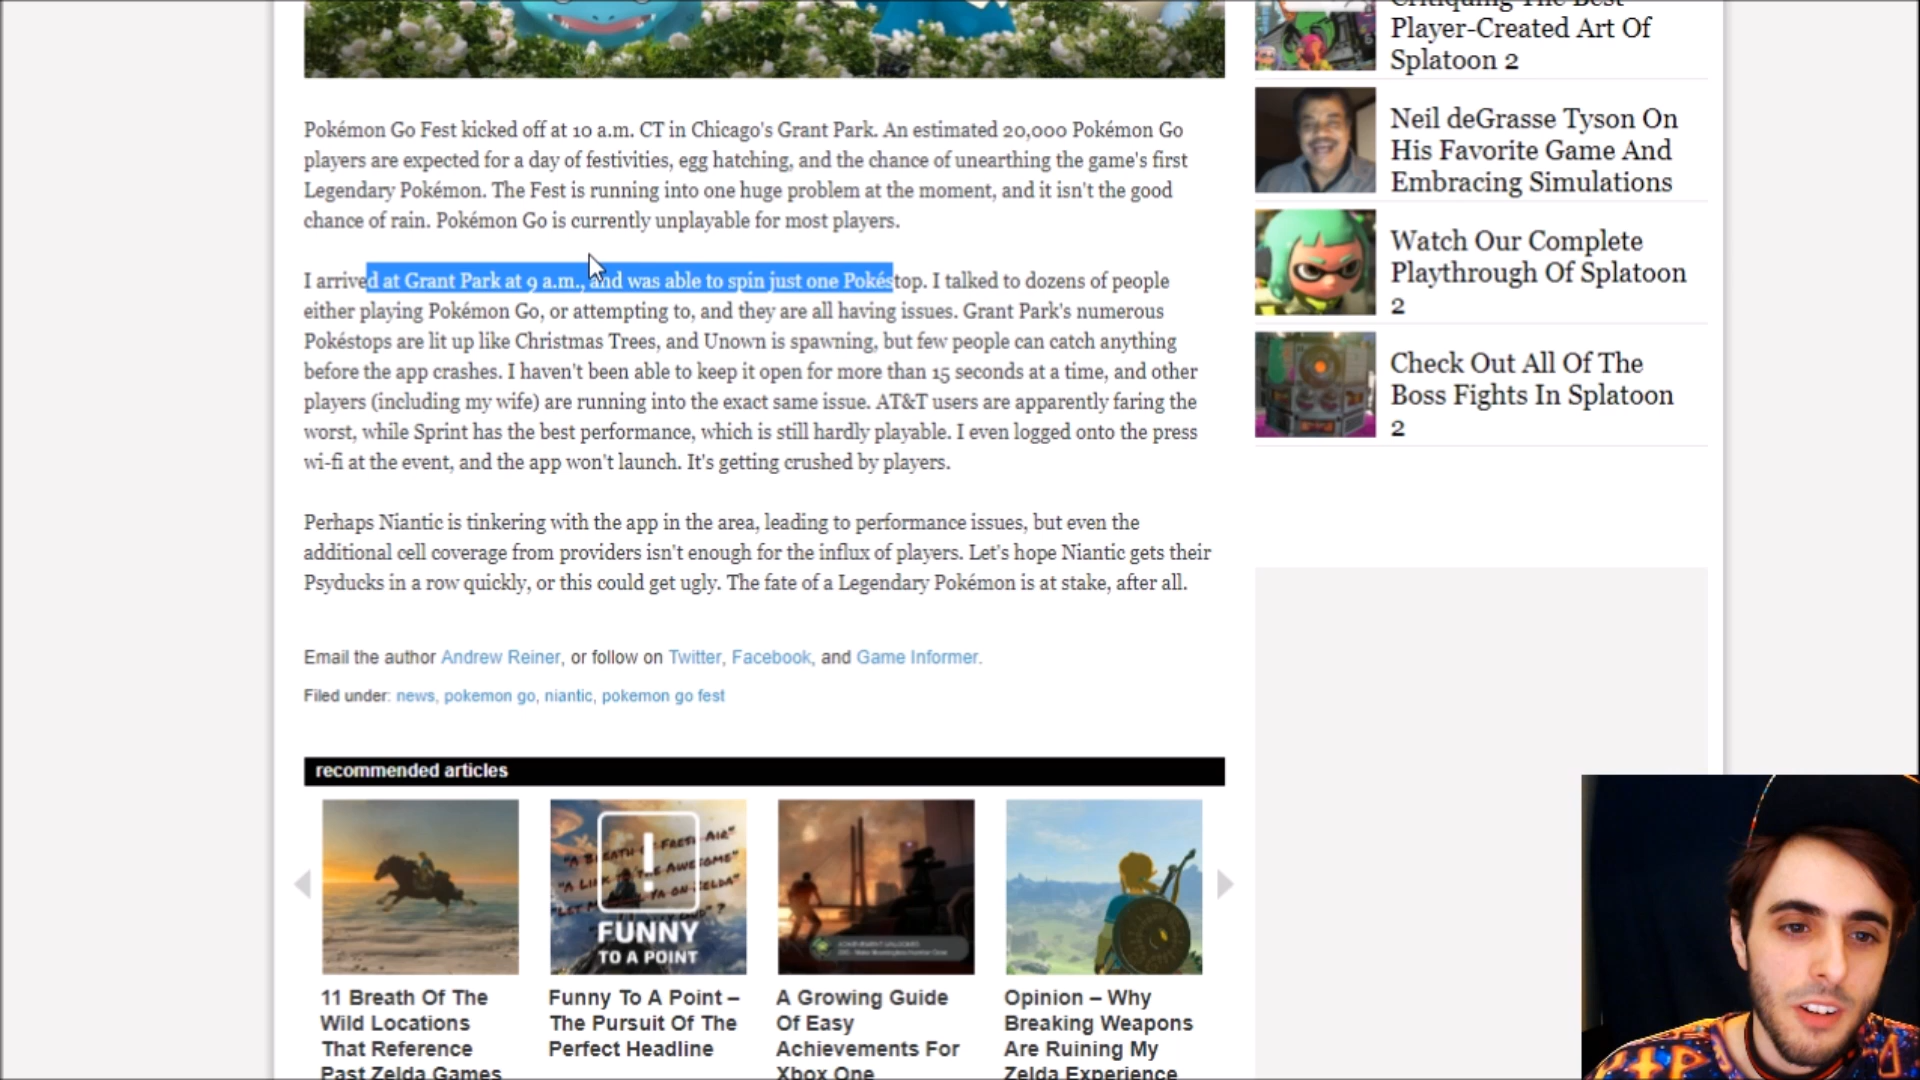 Pokémon Go Fest kicked off at 10 a.m. CT in Chicago's Grant Park. An estimated 20,000 Pokémon Go
players are expected for a day of festivities, egg hatching, and the chance of unearthing the game's first
Legendary Pokémon. The Fest is running into one huge problem at the moment, and it isn't the good
chance of rain. Pokémon Go is currently unplayable for most players.
I arrived at Grant Park at 9 a.m., and was able to spin just one Pokéstop. I talked to dozens of people
either playing Pokémon Go, or attempting to, and they are all having issues. Grant Park's numerous
Pokéstops are lit up like Christmas Trees, and Unown is spawning, but few people can catch anything
before the app crashes. I haven't been able to keep it open for more than 15 seconds at a time, and other
players (including my wife) are running into the exact same issue. AT&T users are apparently faring the
worst, while Sprint has the best performance, which is still hardly playable. I even logged onto the press
wi-fi at the event, and the app won't launch. It's getting crushed by players.
Perhaps Niantic is tinkering with the app in the area, leading to performance issues, but even the
additional cell coverage from providers isn't enough for the influx of players. Let's hope Niantic gets their
Psyducks in a row quickly, or this could get ugly. The fate of a Legendary Pokémon is at stake, after all.
Email the author Andrew Reiner, or follow on Twitter, Facebook, and Game Informer.
Filed under: news, pokemon go, niantic, pokemon go fest
recommended articles
"A BREATH OF FRESH AIR"
"A LINK TO THE AWESOME"
FUNNY
TO A POINT
11 Breath Of The
Wild Locations
That Reference
Past Zelda Games
Funny To A Point –
The Pursuit Of The
Perfect Headline
A Growing Guide
Of Easy
Achievements For
Xbox One
Opinion – Why
Breaking Weapons
Are Ruining My
Zelda Experience
Critiquing The Best
Player-Created Art Of
Splatoon 2
Neil deGrasse Tyson On
His Favorite Game And
Embracing Simulations
Watch Our Complete
Playthrough Of Splatoon
2
Check Out All Of The
Boss Fights In Splatoon
2